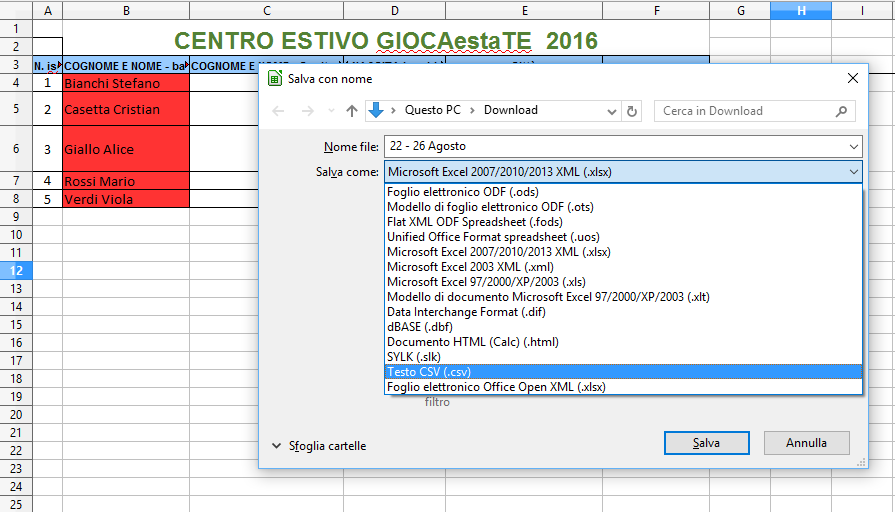 A B C D E F G H I
1
2 CENTRO ESTIVO GIOCAestaTE 2016
3 N. is COGNOME E NOME - ba COGNOME E NOME
4 1 Bianchi Stefano
5 2 Casetta Cristian
6 3 Giallo Alice
7 4 Rossi Mario
8 5 Verdi Viola
9
10
11
12
13
14
15
16
17
18
19
20
21
22
23
24
25
Salva con nome
Questo PC Download
Cerca in Download
Nome file: 22 - 26 Agosto
Salva come: Microsoft Excel 2007/2010/2013 XML (.xlsx)
Foglio elettronico ODF (.ods)
Modello di foglio elettronico ODF (.ots)
Flat XML ODF Spreadsheet (.fods)
Unified Office Format spreadsheet (.uos)
Microsoft Excel 2007/2010/2013 XML (.xlsx)
Microsoft Excel 2003 XML (.xml)
Microsoft Excel 97/2000/XP/2003 (.xls)
Modello di documento Microsoft Excel 97/2000/XP/2003 (.xlt)
Data Interchange Format (.dif)
dBASE (.dbf)
Documento HTML (Calc) (.html)
SYLK (.slk)
Testo CSV (.csv)
Foglio elettronico Office Open XML (.xlsx)
filtro
Sfoglia cartelle
Salva
Annulla